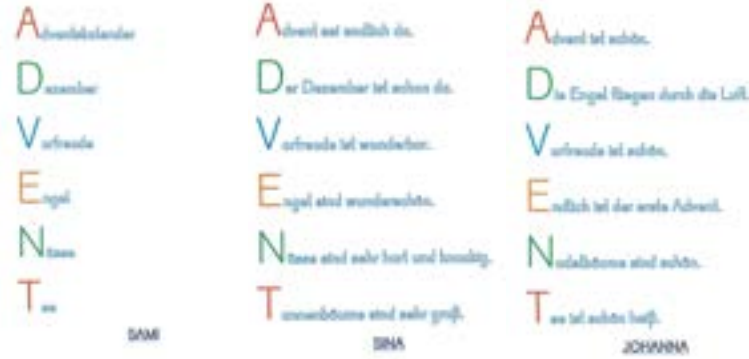 Adventskalender
Dezember
Vorfreude
Engel
Nüsse
Tee
SAMI
Advent ist endlich da.
Der Dezember ist schon da.
Vorfreude ist wunderbar.
Engel sind wunderschön.
Nüsse sind sehr hart und knackig.
Tannenbäume sind sehr groß.
SINA
Advent ist schön.
Die Engel fliegen durch die Luft.
Vorfreude ist schön.
Endlich ist der erste Advent.
Nadelbäume sind schön.
Tee ist schön heiß.
JOHANNA